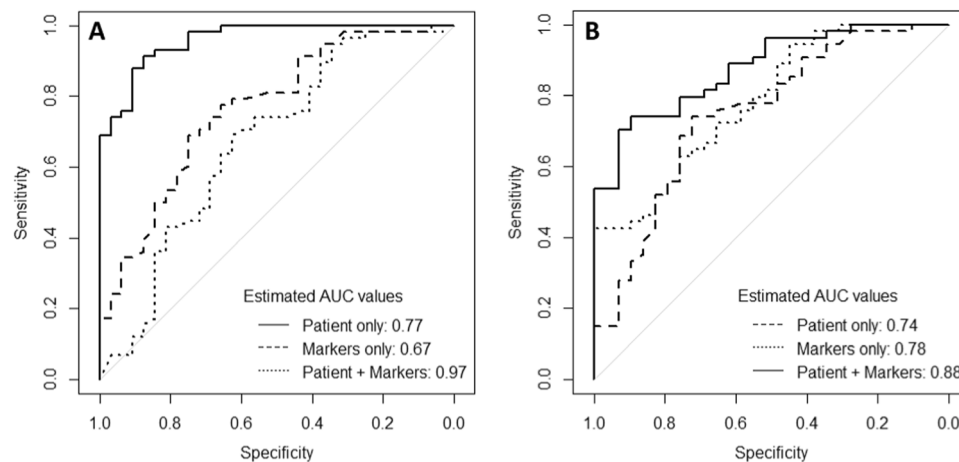 A
Sensitivity
0.0
0.2
0.4
0.6
0.8
1.0
Estimated AUC values
Patient only: 0.77
Markers only: 0.67
Patient + Markers: 0.97
1.0 0.8 0.6 0.4 0.2 0.0
Specificity
B
Sensitivity
0.0
0.2
0.4
0.6
0.8
1.0
Estimated AUC values
Patient only: 0.74
Markers only: 0.78
Patient + Markers: 0.88
1.0 0.8 0.6 0.4 0.2 0.0
Specificity